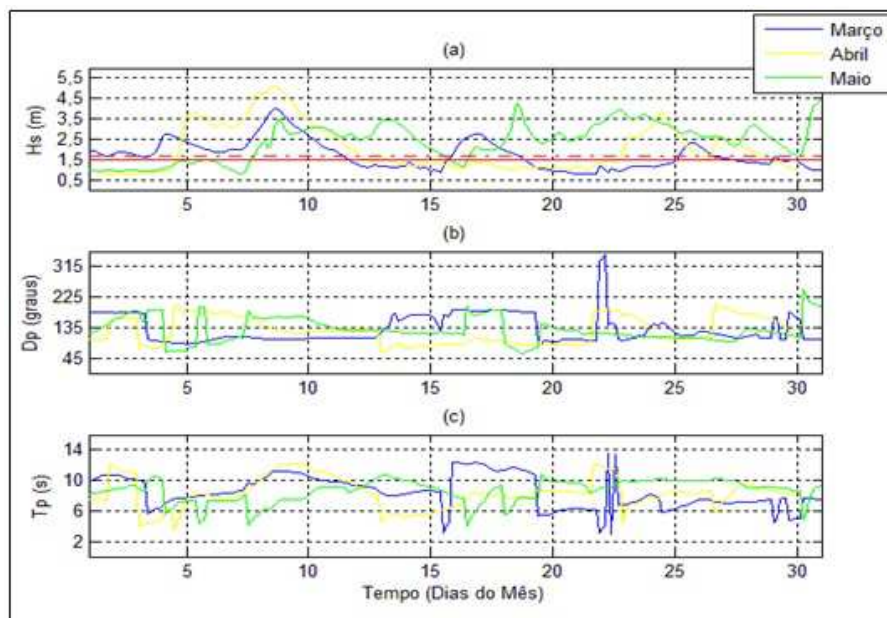 Março
Abril
Maio
(a)
5,5
4,5
3,5
2,5
1,5
0,5
Hs (m)
5 10 15 20 25 30
(b)
315
225
135
45
Dp (graus)
5 10 15 20 25 30
(c)
14
10
6
2
Tp (s)
5 10 15 20 25 30
Tempo (Dias do Mês)